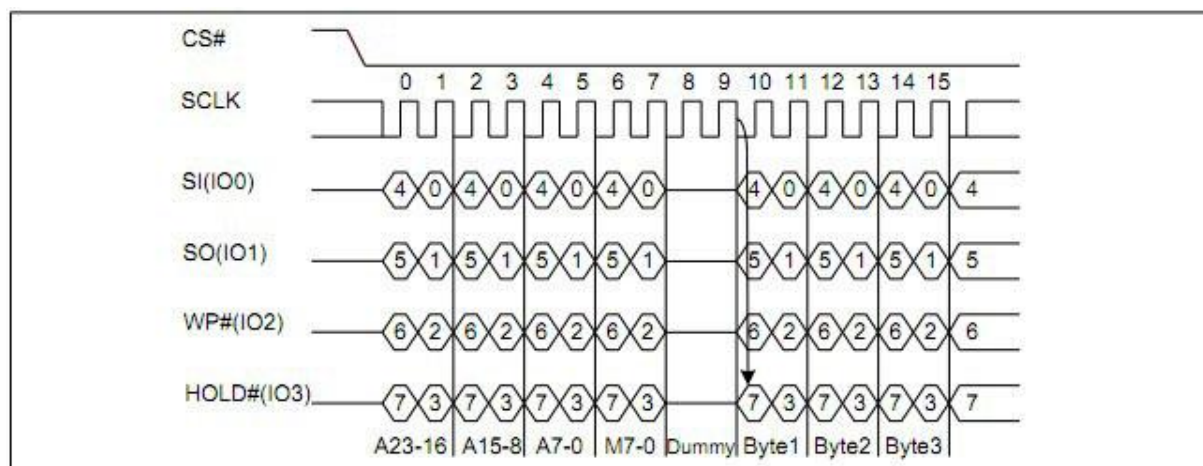 CS#
0 1 2 3 4 5 6 7 8 9 10 11 12 13 14 15
SCLK
SI(IO0) 4 0 4 0 4 0 4 0 4 0 4 0 4 0 4
SO(IO1) 5 1 5 1 5 1 5 1 5 1 5 1 5 1 5
WP#(IO2) 6 2 6 2 6 2 6 2 6 2 6 2 6 2 6
HOLD#(IO3) 7 3 7 3 7 3 7 3 7 3 7 3 7 3 7
A23-16 A15-8 A7-0 M7-0 Dummy Byte1 Byte2 Byte3